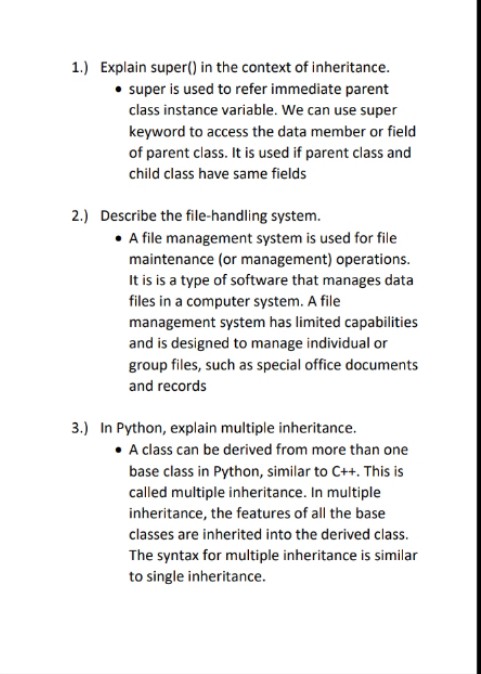 1.) Explain super() in the context of inheritance.
• super is used to refer immediate parent
class instance variable. We can use super
keyword to access the data member or field
of parent class. It is used if parent class and
child class have same fields
2.) Describe the file-handling system.
• A file management system is used for file
maintenance (or management) operations.
It is is a type of software that manages data
files in a computer system. A file
management system has limited capabilities
and is designed to manage individual or
group files, such as special office documents
and records
3.) In Python, explain multiple inheritance.
• A class can be derived from more than one
base class in Python, similar to C++. This is
called multiple inheritance. In multiple
inheritance, the features of all the base
classes are inherited into the derived class.
The syntax for multiple inheritance is similar
to single inheritance.